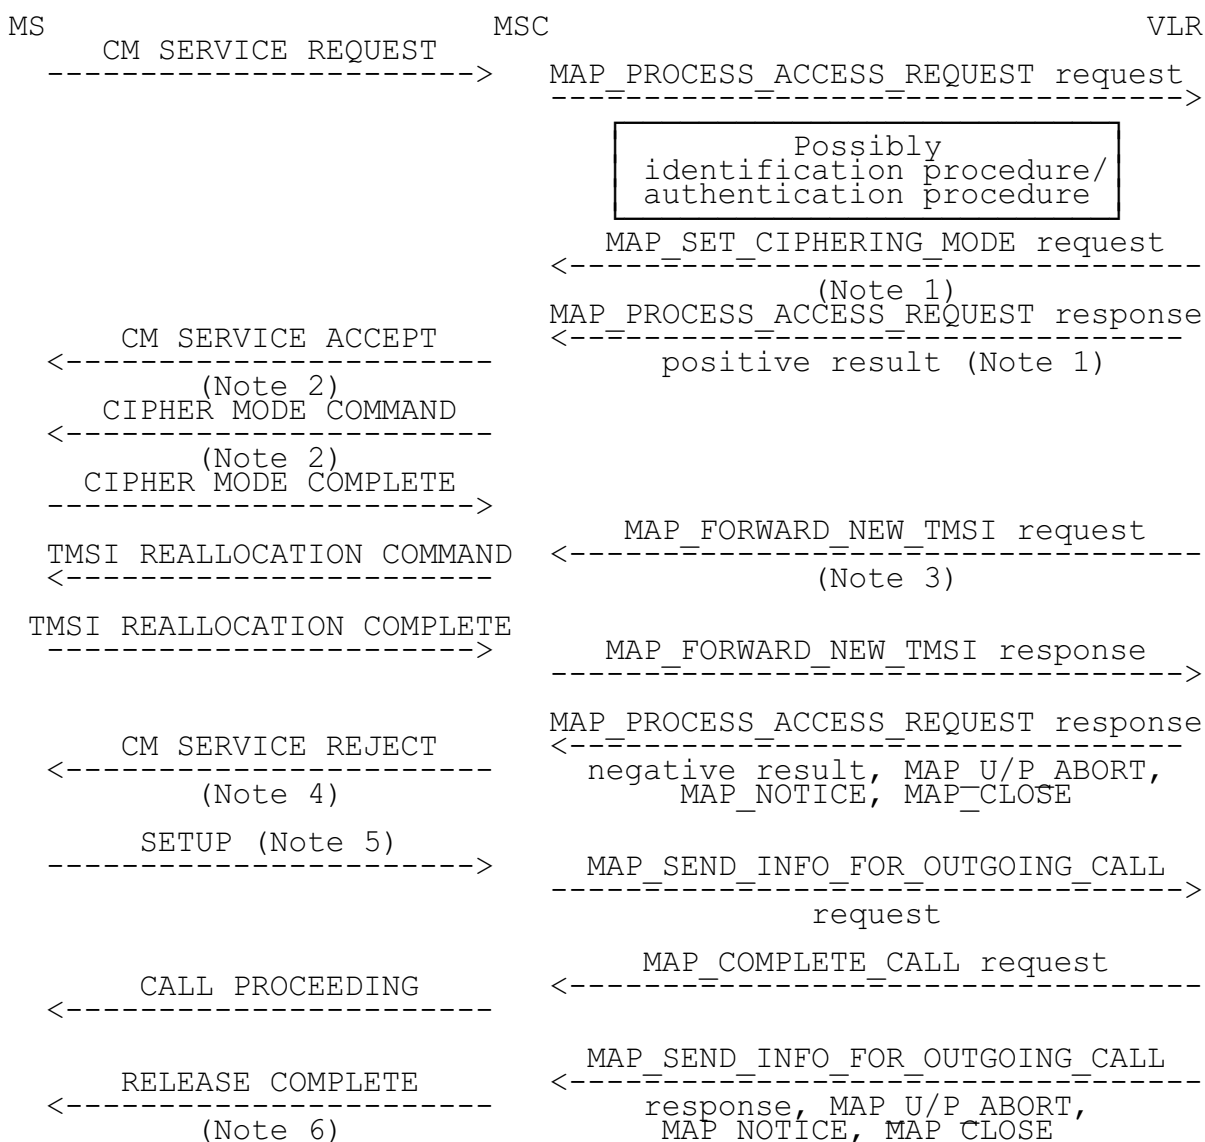 MS MSC VLR
CM SERVICE REQUEST
MAP_PROCESS_ACCESS_REQUEST request
Possibly
identification procedure/
authentication procedure
MAP_SET_CIPHERING_MODE request
(Note 1)
MAP_PROCESS_ACCESS_REQUEST response
CM SERVICE ACCEPT
positive result (Note 1)
(Note 2)
CIPHER MODE COMMAND
(Note 2)
CIPHER MODE COMPLETE
MAP_FORWARD_NEW_TMSI request
TMSI REALLOCATION COMMAND
(Note 3)
TMSI REALLOCATION COMPLETE
MAP_FORWARD_NEW_TMSI response
MAP_PROCESS_ACCESS_REQUEST response
CM SERVICE REJECT
negative result, MAP_U/P_ABORT,
(Note 4)
MAP_NOTICE, MAP_CLOSE
SETUP (Note 5)
MAP_SEND_INFO_FOR_OUTGOING_CALL
request
MAP_COMPLETE_CALL request
CALL PROCEEDING
MAP_SEND_INFO_FOR_OUTGOING_CALL
RELEASE COMPLETE
response, MAP_U/P_ABORT,
(Note 6)
MAP_NOTICE, MAP_CLOSE